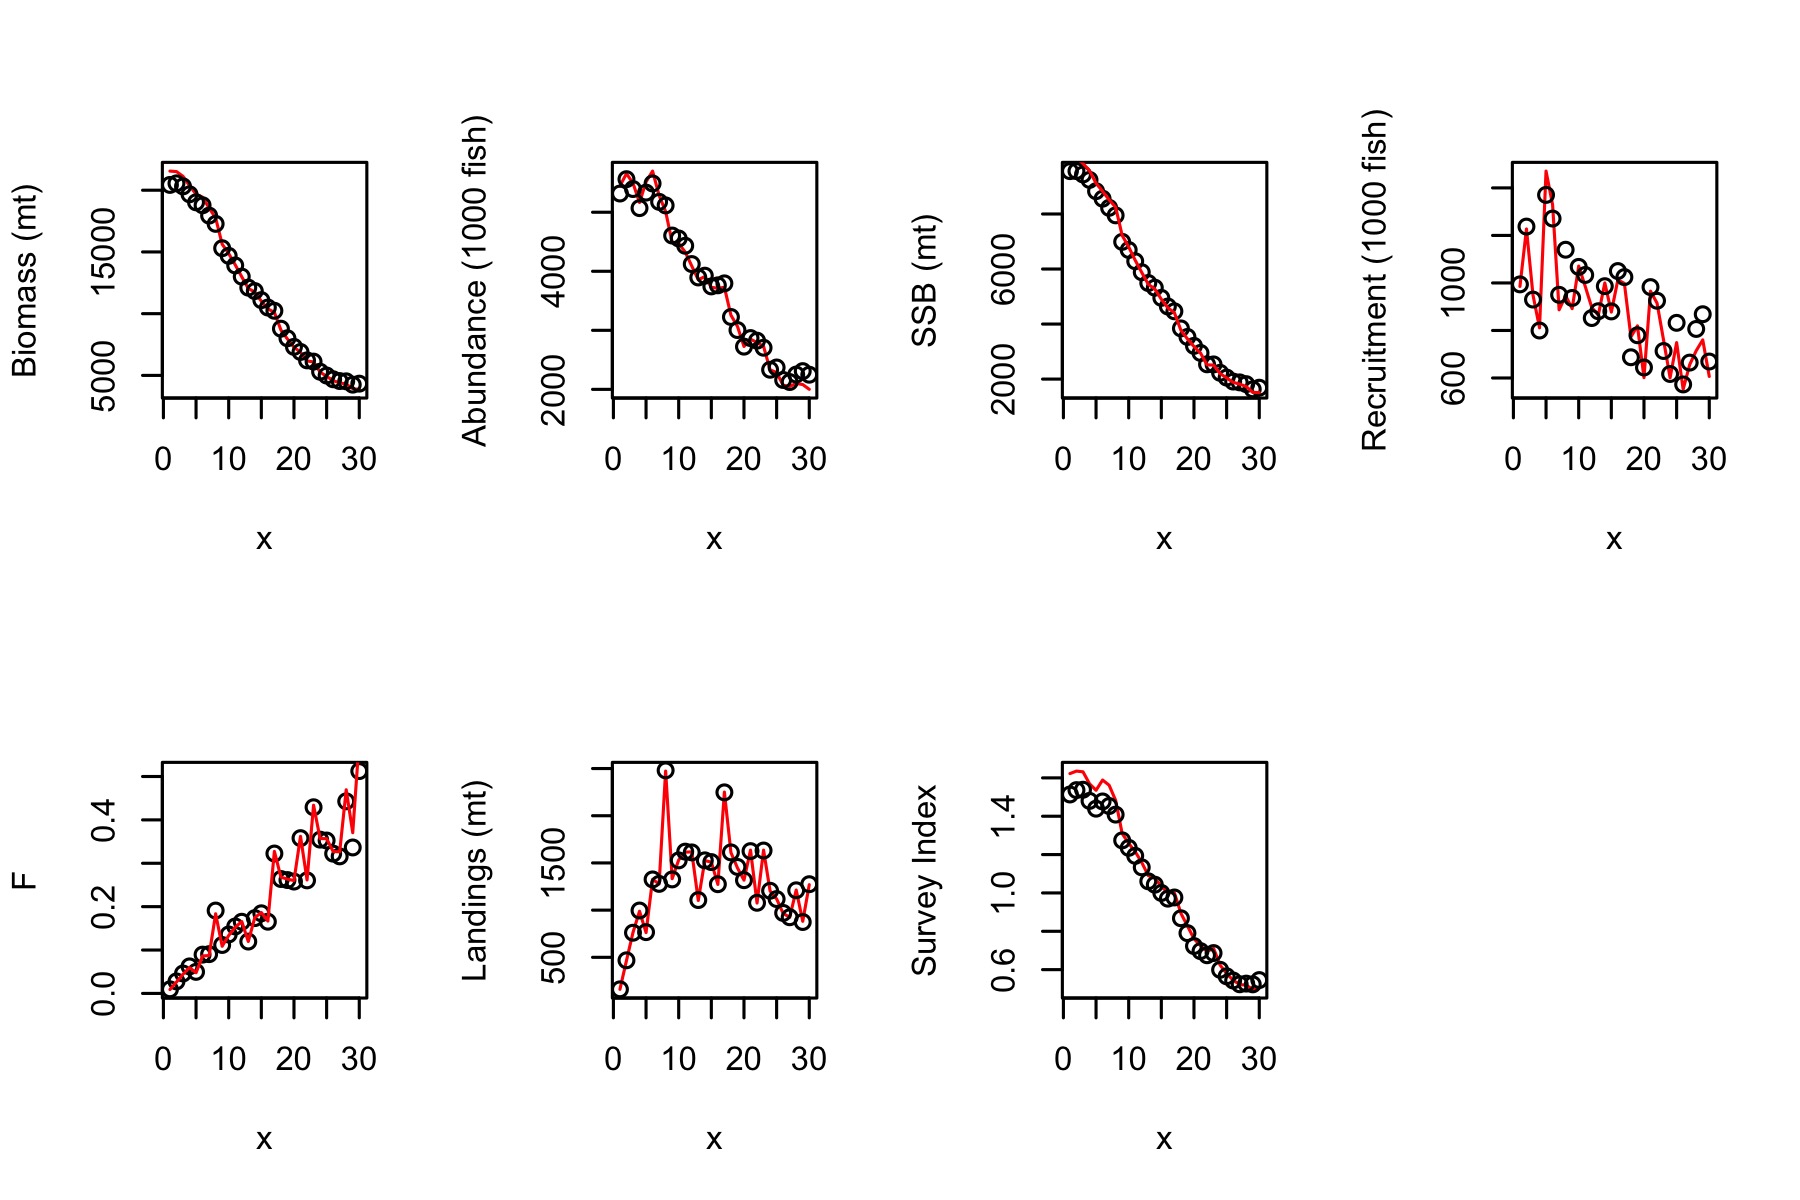 Biomass (mt)
5000 15000
0 10 20 30
x
Abundance (1000 fish)
2000 4000
0 10 20 30
x
SSB (mt)
2000 6000
0 10 20 30
x
Recruitment (1000 fish)
600 1000
0 10 20 30
x
F
0.0 0.2 0.4
0 10 20 30
x
Landings (mt)
500 1500
0 10 20 30
x
Survey Index
0.6 1.0 1.4
0 10 20 30
x